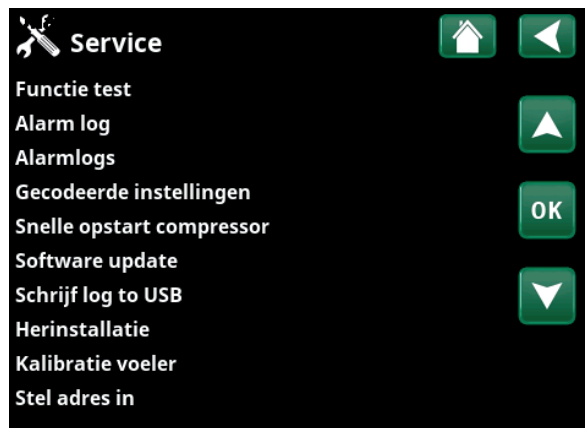 Service
Functie test
Alarm log
Alarmlogs
Gecodeerde instellingen
OK
Snelle opstart compressor
Software update
Schrijf log to USB
Herinstallatie
Kalibratie voeler
Stel adres in